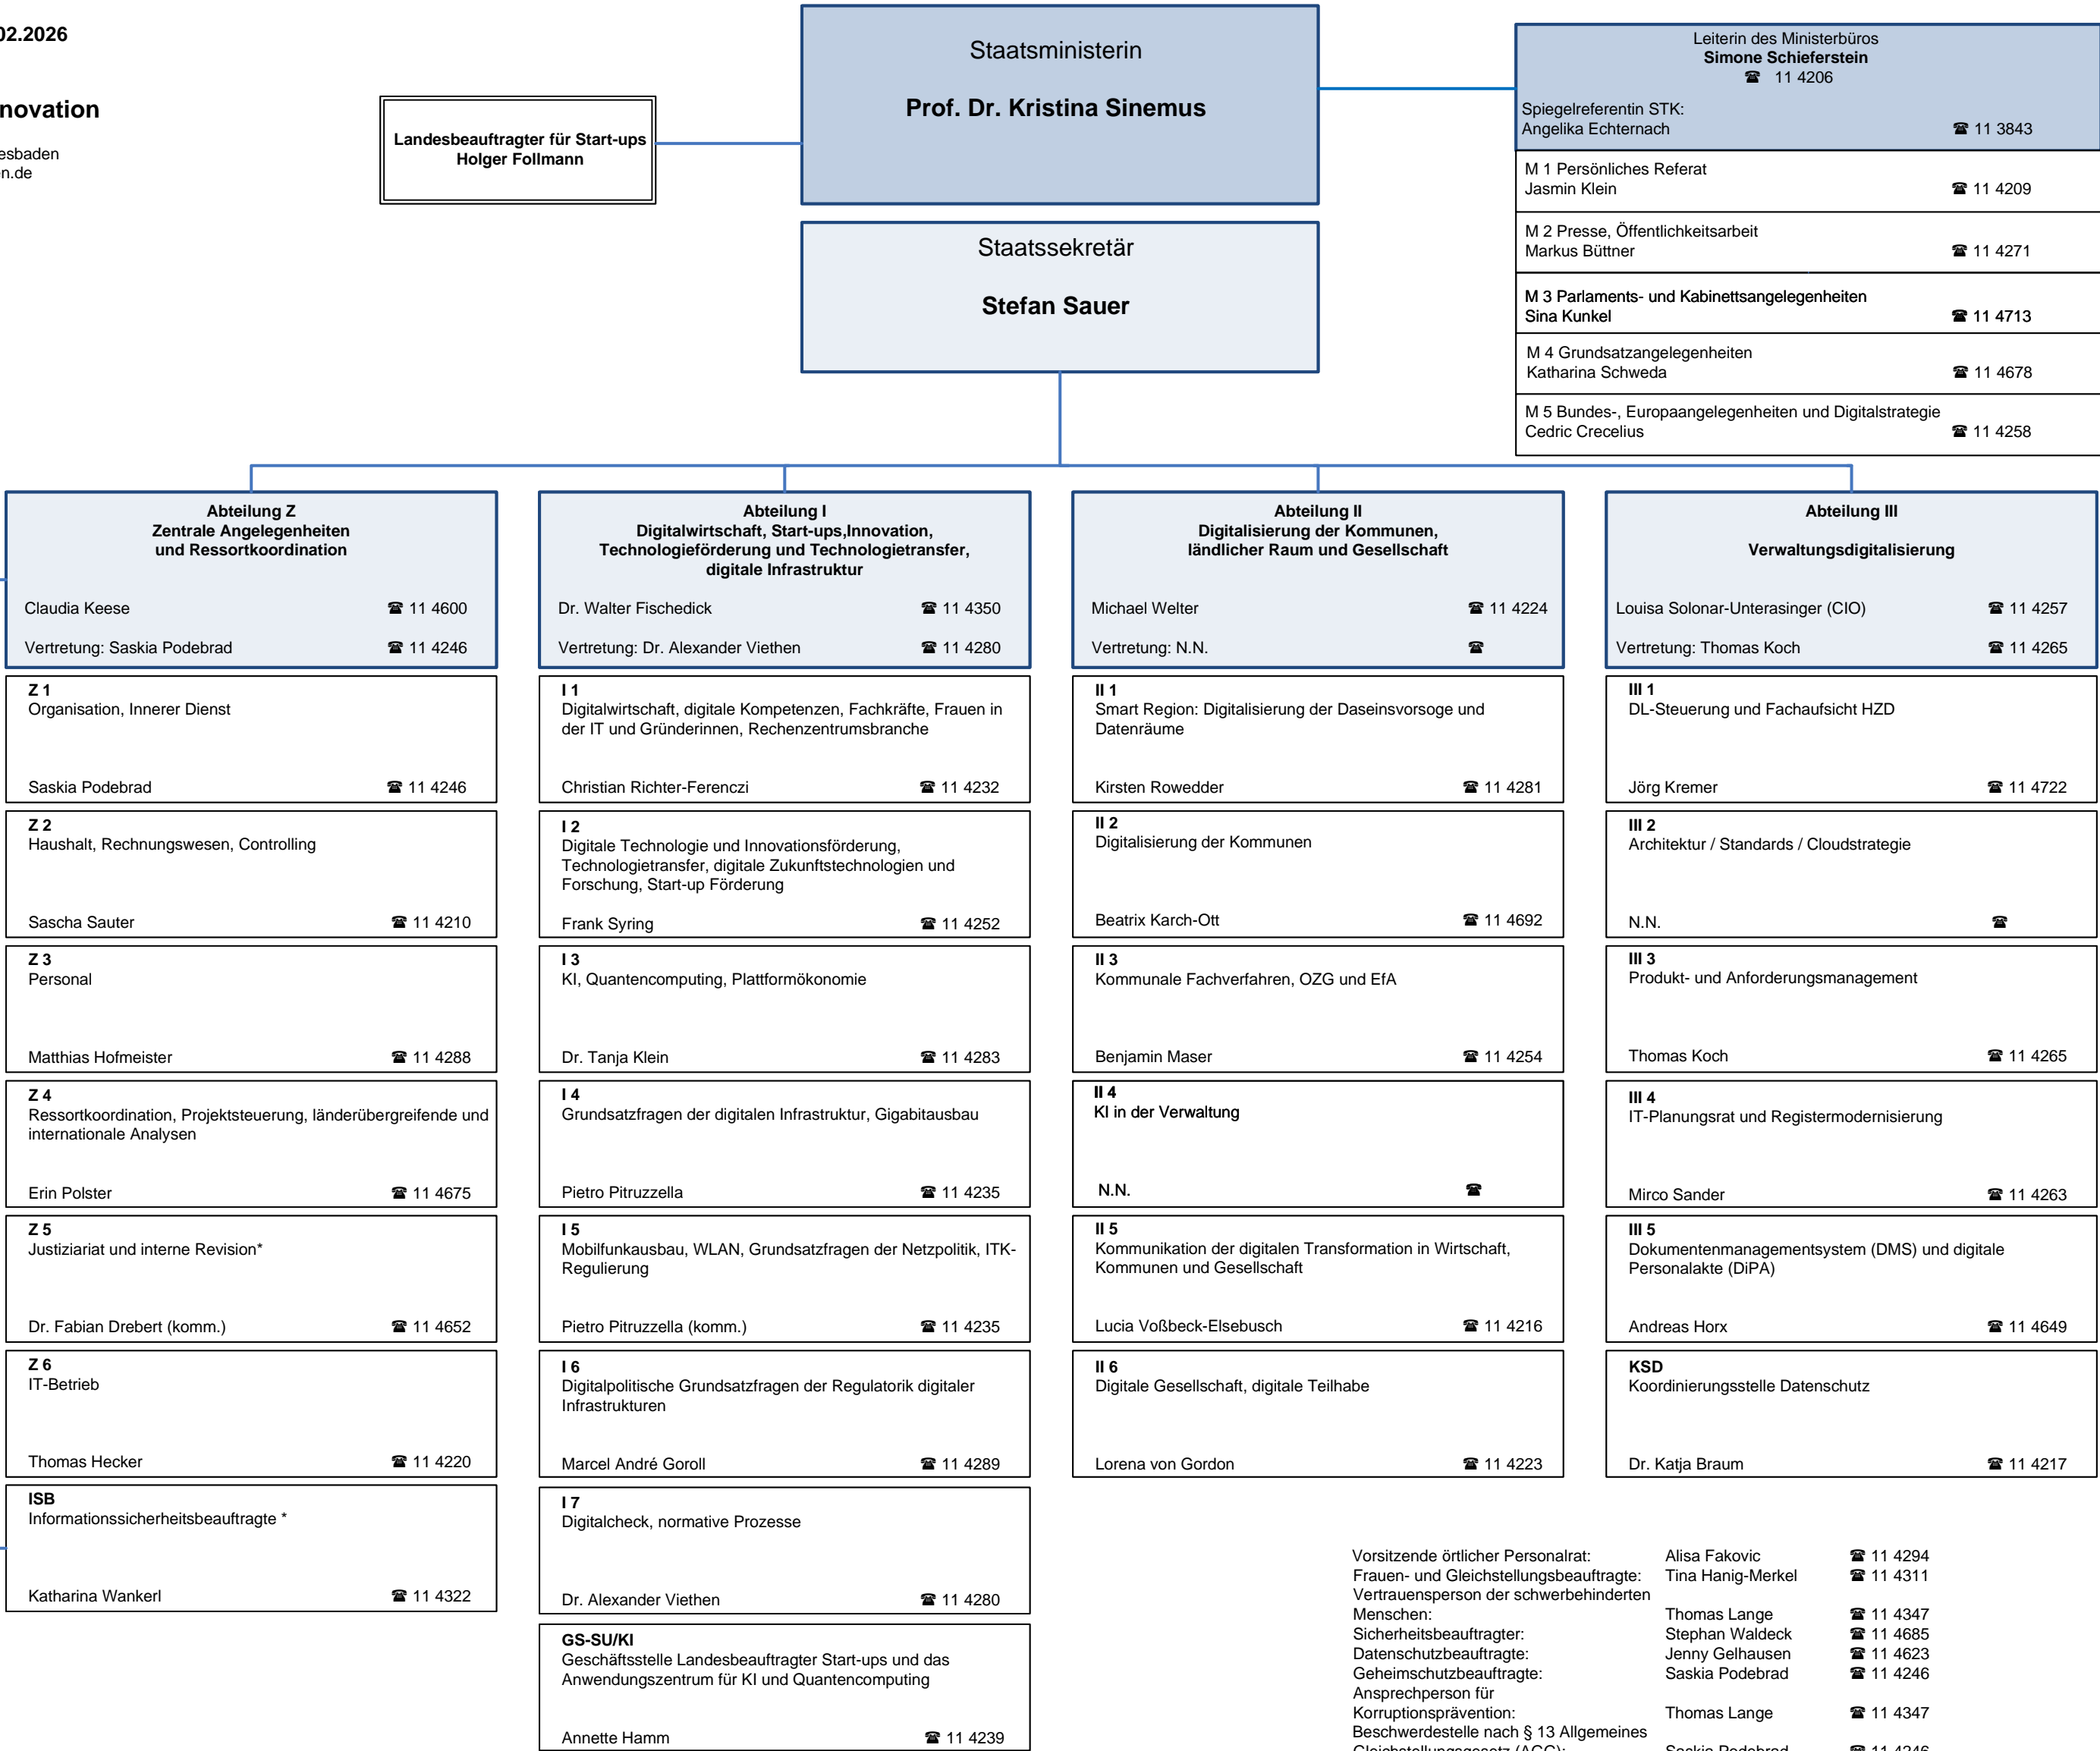 02.2026
novation
esbaden
en.de
Landesbeauftragter für Start-ups
Holger Follmann
Staatsministerin
Prof. Dr. Kristina Sinemus
Staatssekretär
Stefan Sauer
Leiterin des Ministerbüros
Simone Schieferstein
☎ 11 4206
Spiegelreferentin STK:
Angelika Echternach ☎ 11 3843
M 1 Persönliches Referat
Jasmin Klein ☎ 11 4209
M 2 Presse, Öffentlichkeitsarbeit
Markus Büttner ☎ 11 4271
M 3 Parlaments- und Kabinettsangelegenheiten
Sina Kunkel ☎ 11 4713
M 4 Grundsatzangelegenheiten
Katharina Schweda ☎ 11 4678
M 5 Bundes-, Europaangelegenheiten und Digitalstrategie
Cedric Crecelius ☎ 11 4258
Abteilung Z
Zentrale Angelegenheiten
und Ressortkoordination
Claudia Keese ☎ 11 4600
Vertretung: Saskia Podebrad ☎ 11 4246
Z 1
Organisation, Innerer Dienst
Saskia Podebrad ☎ 11 4246
Z 2
Haushalt, Rechnungswesen, Controlling
Sascha Sauter ☎ 11 4210
Z 3
Personal
Matthias Hofmeister ☎ 11 4288
Z 4
Ressortkoordination, Projektsteuerung, länderübergreifende und
internationale Analysen
Erin Polster ☎ 11 4675
Z 5
Justiziariat und interne Revision*
Dr. Fabian Drebert (komm.) ☎ 11 4652
Z 6
IT-Betrieb
Thomas Hecker ☎ 11 4220
ISB
Informationssicherheitsbeauftragte *
Katharina Wankerl ☎ 11 4322
Abteilung I
Digitalwirtschaft, Start-ups,Innovation,
Technologieförderung und Technologietransfer,
digitale Infrastruktur
Dr. Walter Fischedick ☎ 11 4350
Vertretung: Dr. Alexander Viethen ☎ 11 4280
I 1
Digitalwirtschaft, digitale Kompetenzen, Fachkräfte, Frauen in
der IT und Gründerinnen, Rechenzentrumsbranche
Christian Richter-Ferenczi ☎ 11 4232
I 2
Digitale Technologie und Innovationsförderung,
Technologietransfer, digitale Zukunftstechnologien und
Forschung, Start-up Förderung
Frank Syring ☎ 11 4252
I 3
KI, Quantencomputing, Plattformökonomie
Dr. Tanja Klein ☎ 11 4283
I 4
Grundsatzfragen der digitalen Infrastruktur, Gigabitausbau
Pietro Pitruzzella ☎ 11 4235
I 5
Mobilfunkausbau, WLAN, Grundsatzfragen der Netzpolitik, ITK-
Regulierung
Pietro Pitruzzella (komm.) ☎ 11 4235
I 6
Digitalpolitische Grundsatzfragen der Regulatorik digitaler
Infrastrukturen
Marcel André Goroll ☎ 11 4289
I 7
Digitalcheck, normative Prozesse
Dr. Alexander Viethen ☎ 11 4280
GS-SU/KI
Geschäftsstelle Landesbeauftragter Start-ups und das
Anwendungszentrum für KI und Quantencomputing
Annette Hamm ☎ 11 4239
Abteilung II
Digitalisierung der Kommunen,
ländlicher Raum und Gesellschaft
Michael Welter ☎ 11 4224
Vertretung: N.N. ☎
II 1
Smart Region: Digitalisierung der Daseinsvorsoge und
Datenräume
Kirsten Rowedder ☎ 11 4281
II 2
Digitalisierung der Kommunen
Beatrix Karch-Ott ☎ 11 4692
II 3
Kommunale Fachverfahren, OZG und EfA
Benjamin Maser ☎ 11 4254
II 4
KI in der Verwaltung
N.N. ☎
II 5
Kommunikation der digitalen Transformation in Wirtschaft,
Kommunen und Gesellschaft
Lucia Voßbeck-Elsebusch ☎ 11 4216
II 6
Digitale Gesellschaft, digitale Teilhabe
Lorena von Gordon ☎ 11 4223
Abteilung III
Verwaltungsdigitalisierung
Louisa Solonar-Unterasinger (CIO) ☎ 11 4257
Vertretung: Thomas Koch ☎ 11 4265
III 1
DL-Steuerung und Fachaufsicht HZD
Jörg Kremer ☎ 11 4722
III 2
Architektur / Standards / Cloudstrategie
N.N. ☎
III 3
Produkt- und Anforderungsmanagement
Thomas Koch ☎ 11 4265
III 4
IT-Planungsrat und Registermodernisierung
Mirco Sander ☎ 11 4263
III 5
Dokumentenmanagementsystem (DMS) und digitale
Personalakte (DiPA)
Andreas Horx ☎ 11 4649
KSD
Koordinierungsstelle Datenschutz
Dr. Katja Braum ☎ 11 4217
Vorsitzende örtlicher Personalrat: Alisa Fakovic ☎ 11 4294
Frauen- und Gleichstellungsbeauftragte: Tina Hanig-Merkel ☎ 11 4311
Vertrauensperson der schwerbehinderten
Menschen: Thomas Lange ☎ 11 4347
Sicherheitsbeauftragter: Stephan Waldeck ☎ 11 4685
Datenschutzbeauftragte: Jenny Gelhausen ☎ 11 4623
Geheimschutzbeauftragte: Saskia Podebrad ☎ 11 4246
Ansprechperson für
Korruptionsprävention: Thomas Lange ☎ 11 4347
Beschwerdestelle nach § 13 Allgemeines
Gleichstellungsgesetz (AGG): Saskia Podebrad ☎ 11 4246